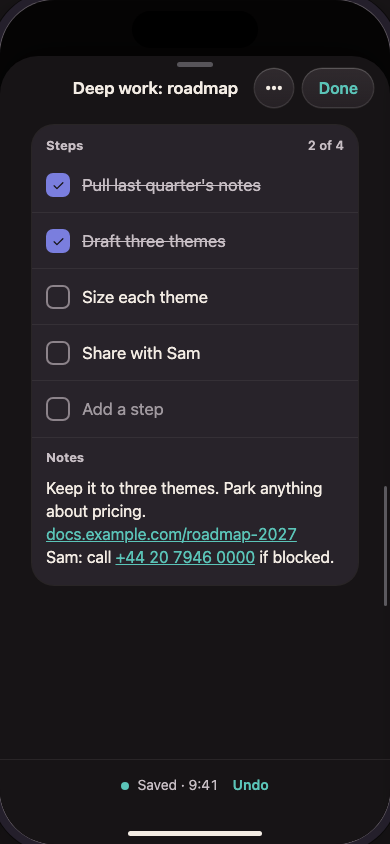 Deep work: roadmap
•••
Done
Steps
2 of 4
Pull last quarter's notes
Draft three themes
Size each theme
Share with Sam
Add a step
Notes
Keep it to three themes. Park anything
about pricing.
docs.example.com/roadmap-2027
Sam: call +44 20 7946 0000 if blocked.
Saved · 9:41
Undo